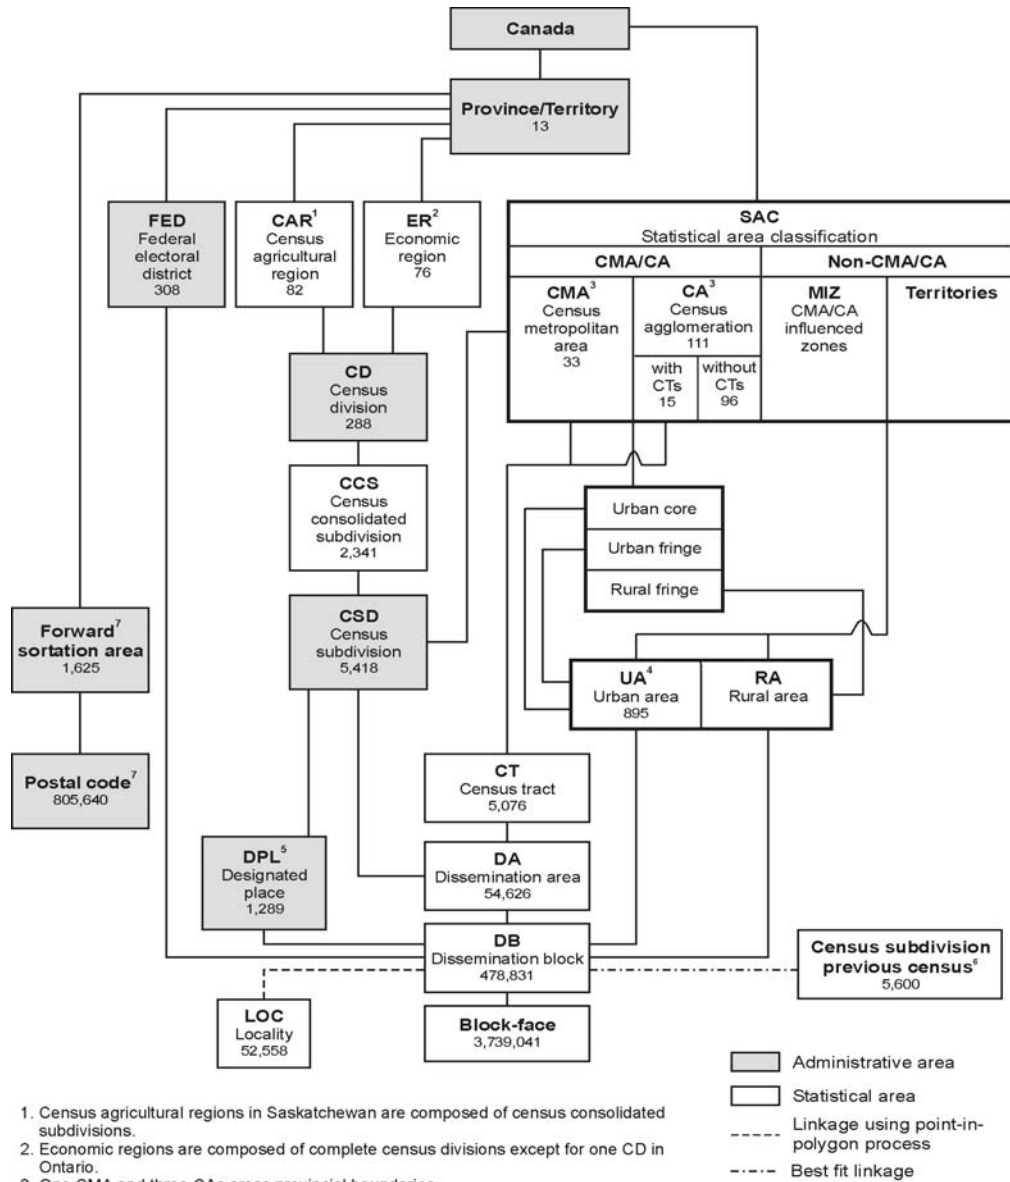 Canada
Province/Territory
13
FED
Federal
electoral
district
308
CAR1
Census
agricultural
region
82
ER2
Economic
region
76
SAC
Statistical area classification
CMA/CA
Non-CMA/CA
CMA3
Census
metropolitan
area
33
CA3
Census
agglomeration
111
with
CTs
15
without
CTs
96
MIZ
CMA/CA
influenced
zones
Territories
CD
Census
division
288
CCS
Census
consolidated
subdivision
2,341
Urban core
Urban fringe
Rural fringe
CSD
Census
subdivision
5,418
Forward7
sortation area
1,625
UA4
Urban area
895
RA
Rural area
Postal code7
805,640
CT
Census tract
5,076
DPL5
Designated
place
1,289
DA
Dissemination area
54,626
DB
Dissemination block
478,831
Census subdivision
previous census6
5,600
LOC
Locality
52,558
Block-face
3,739,041
Administrative area
Statistical area
Linkage using point-in-
polygon process
Best fit linkage
1. Census agricultural regions in Saskatchewan are composed of census consolidated
subdivisions.
2. Economic regions are composed of complete census divisions except for one CD in
Ontario.